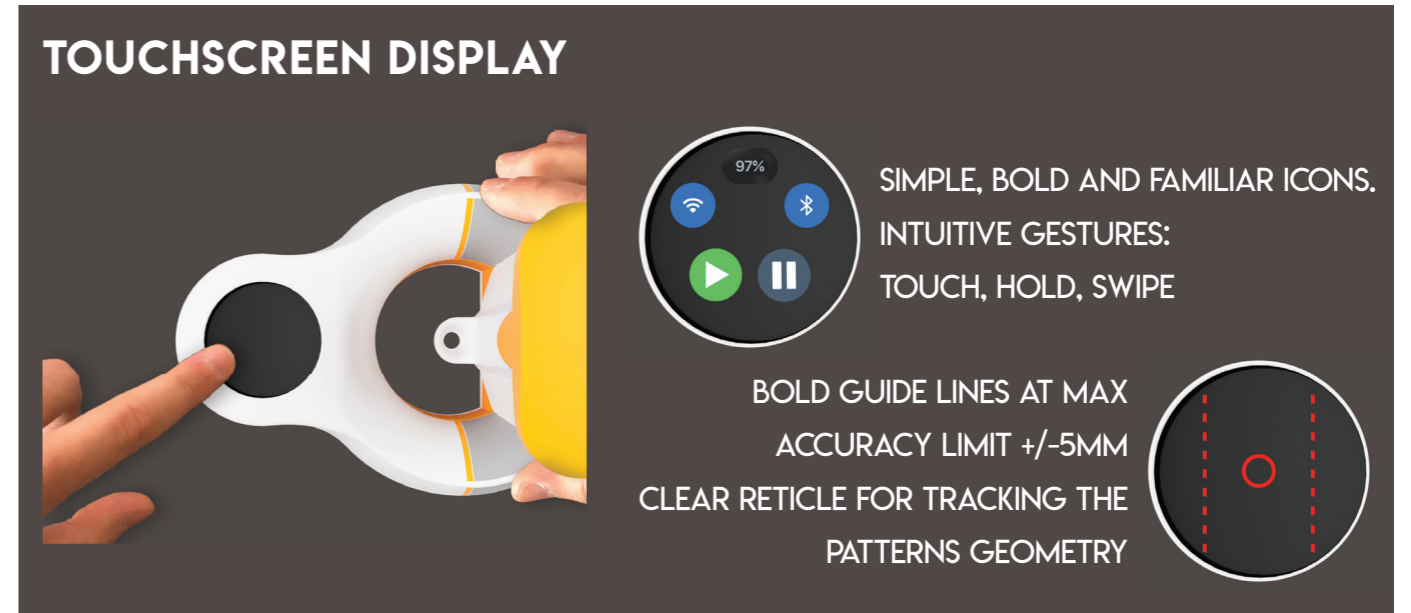 TOUCHSCREEN DISPLAY
97%
SIMPLE, BOLD AND FAMILIAR ICONS.
INTUITIVE GESTURES:
TOUCH, HOLD, SWIPE
BOLD GUIDE LINES AT MAX
ACCURACY LIMIT +/-5MM
CLEAR RETICLE FOR TRACKING THE
PATTERNS GEOMETRY